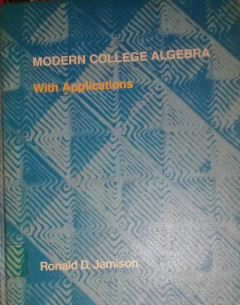 MODERN COLLEGE ALGEBRA
With Applications
Ronald D. Jamison